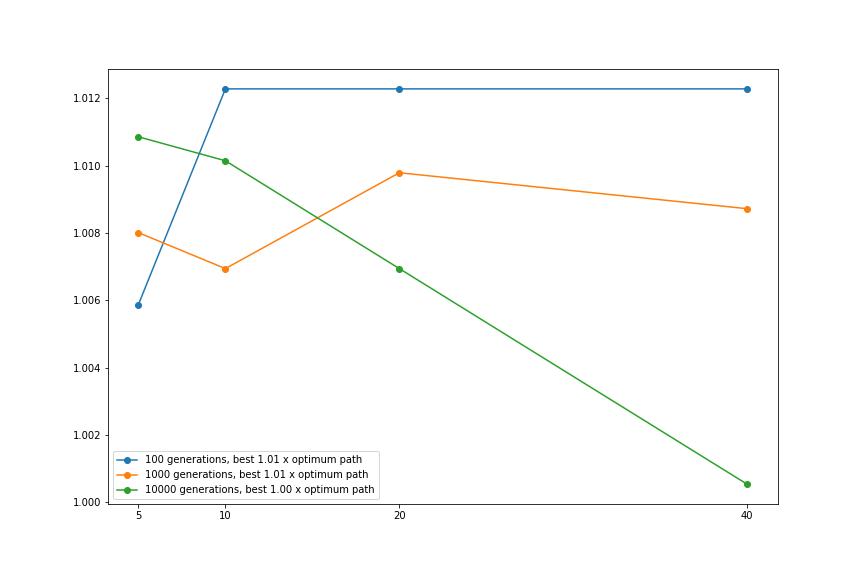 1.012
1.010
1.008
1.006
1.004
1.002
1.000
100 generations, best 1.01 x optimum path
1000 generations, best 1.01 x optimum path
10000 generations, best 1.00 x optimum path
5 10 20 40